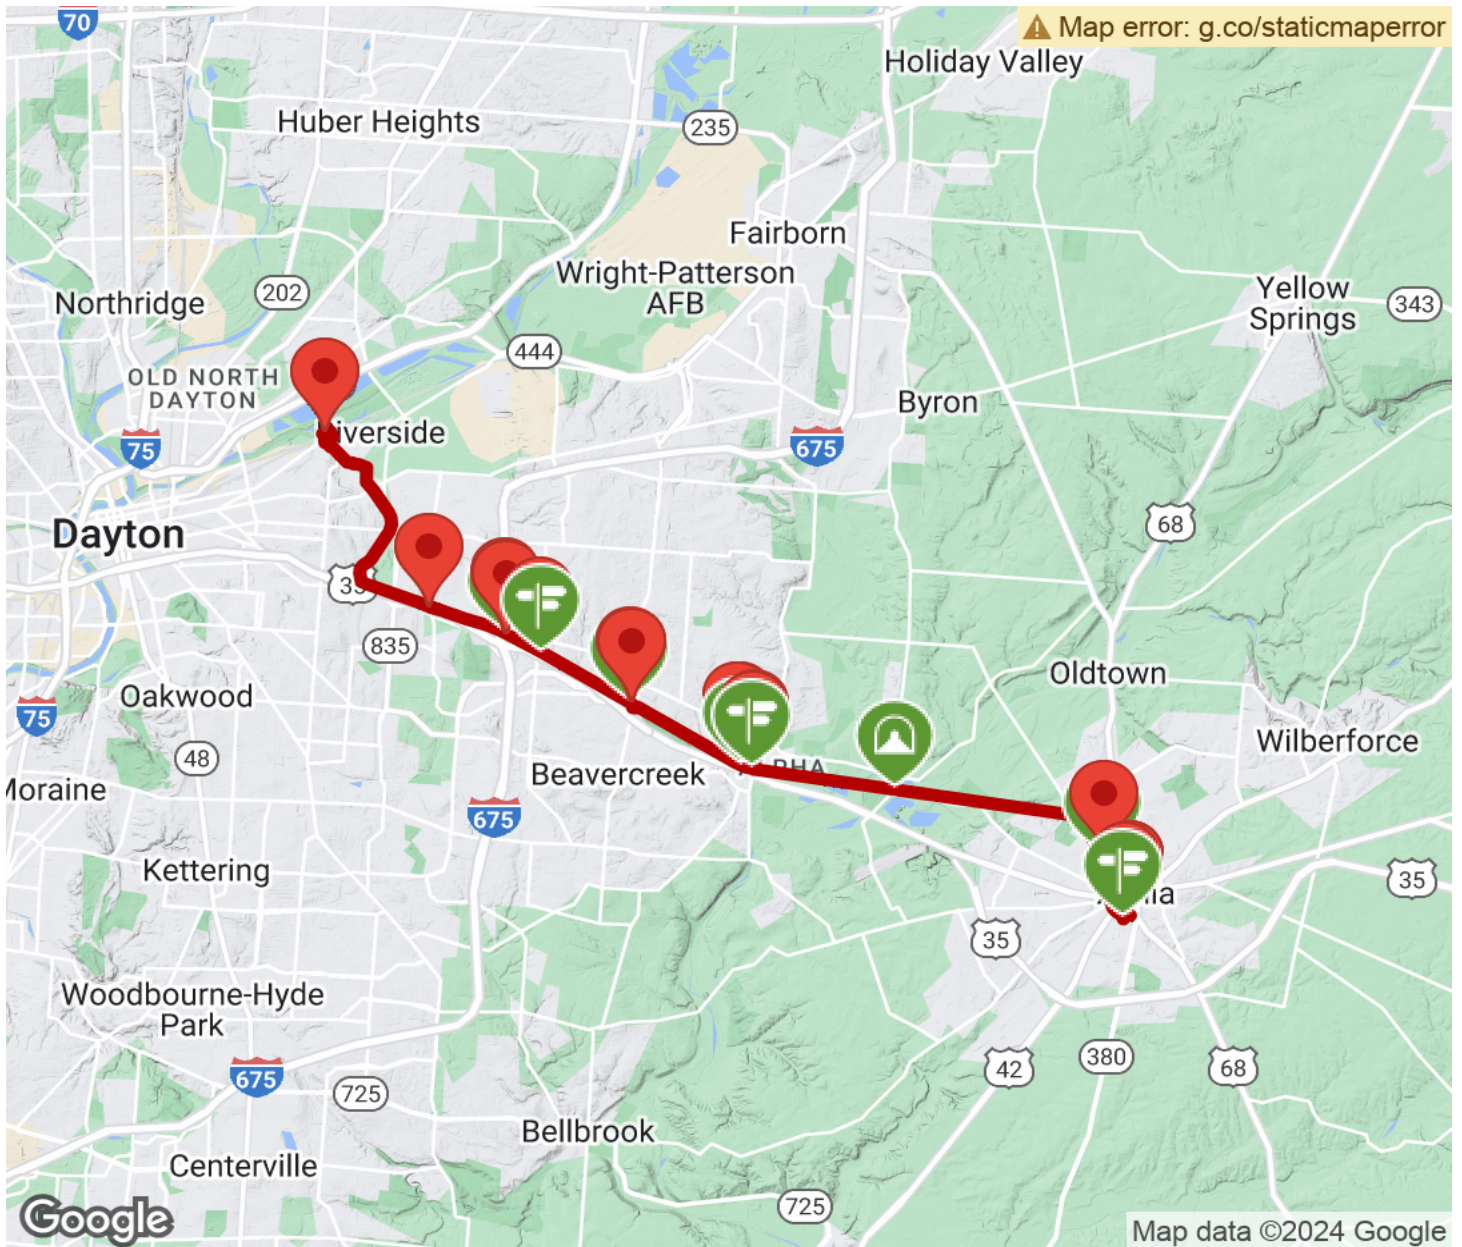 70
Map error: g.co/staticmaperror
Holiday Valley
Huber Heights
235
Fairborn
Wright-Patterson
AFB
Yellow
Springs
343
Northridge
202
444
OLD NORTH
DAYTON
Byron
iverside
75
675
Dayton
68
835
Oldtown
Oakwood
75
48
Wilberforce
Beavercreek
Moraine
675
Kettering
35
35
Woodbourne-Hyde
Park
42
380
68
675
725
Bellbrook
Centerville
725
Google
Map data ©2024 Google